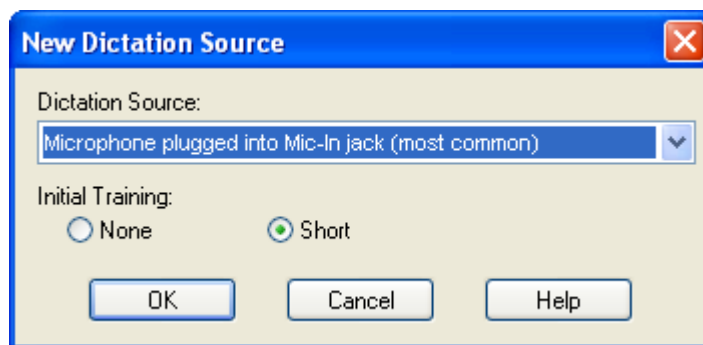 New Dictation Source
Dictation Source:
Microphone plugged into Mic-In jack (most common)
Initial Training:
None Short
OK Cancel Help